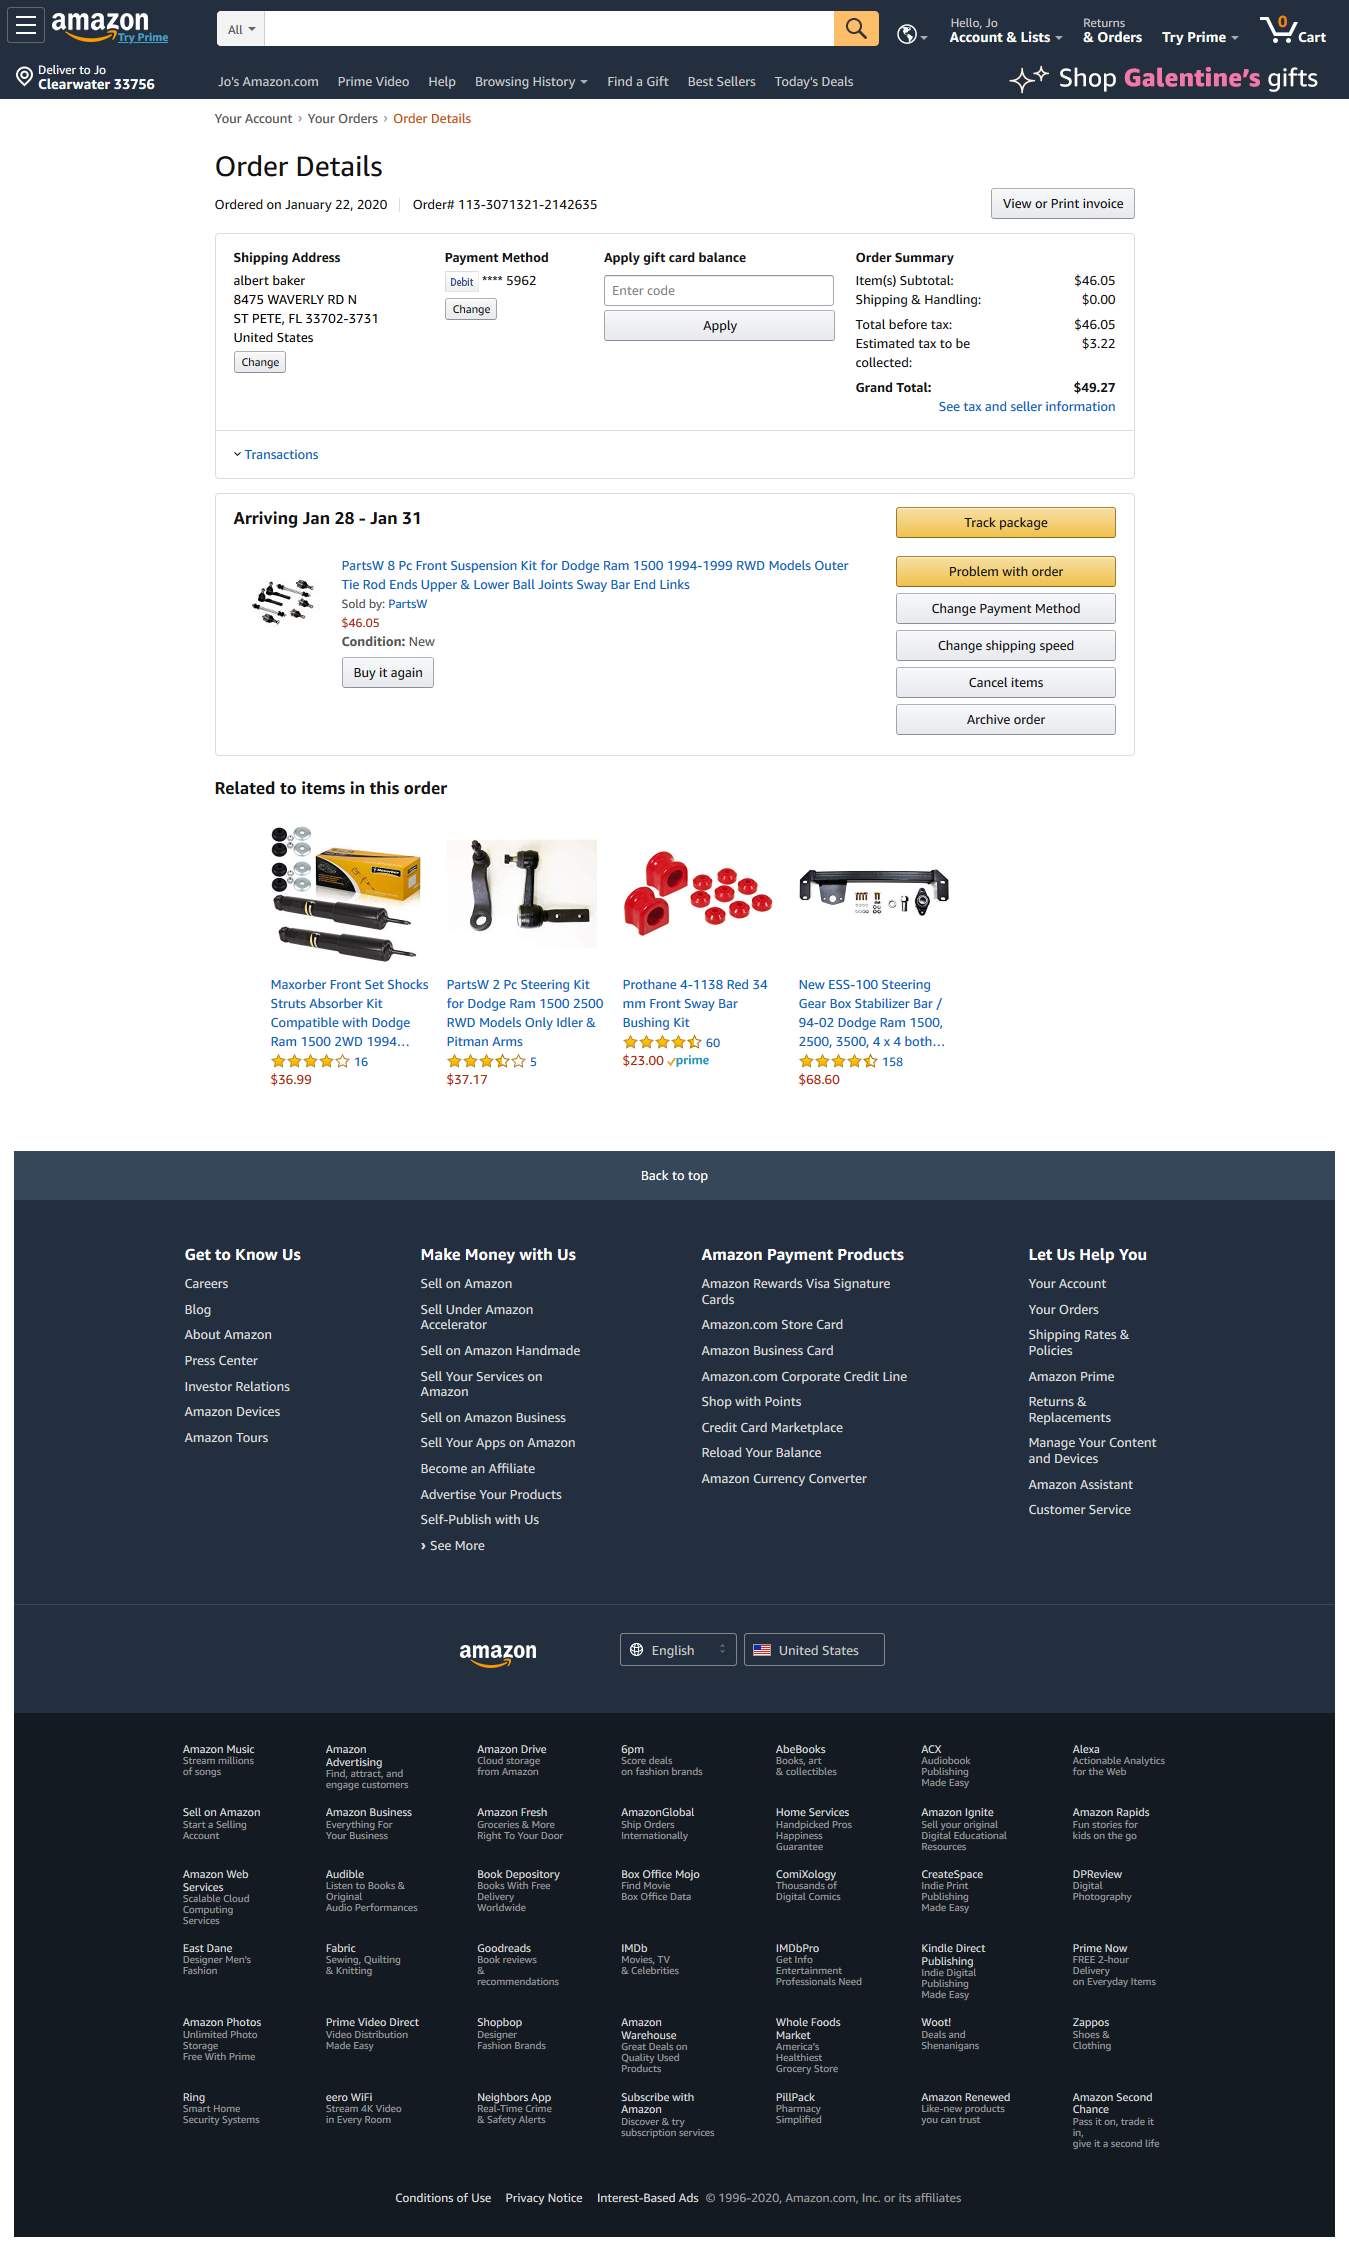 amazon
Try Prime
All
Hello, Jo
Account & Lists
Returns
& Orders
Try Prime
0
Cart
Deliver to Jo
Clearwater 33756
Jo's Amazon.com
Prime Video
Help
Browsing History
Find a Gift
Best Sellers
Today's Deals
Shop Galentine's gifts
Your Account › Your Orders › Order Details
Order Details
Ordered on January 22, 2020
Order# 113-3071321-2142635
View or Print invoice
Shipping Address
albert baker
8475 WAVERLY RD N
ST PETE, FL 33702-3731
United States
Change
Payment Method
Debit **** 5962
Change
Apply gift card balance
Enter code
Apply
Order Summary
Item(s) Subtotal: $46.05
Shipping & Handling: $0.00
Total before tax: $46.05
Estimated tax to be $3.22
collected:
Grand Total: $49.27
See tax and seller information
Transactions
Arriving Jan 28 - Jan 31
PartsW 8 Pc Front Suspension Kit for Dodge Ram 1500 1994-1999 RWD Models Outer
Tie Rod Ends Upper & Lower Ball Joints Sway Bar End Links
Sold by: PartsW
$46.05
Condition: New
Buy it again
Track package
Problem with order
Change Payment Method
Change shipping speed
Cancel items
Archive order
Related to items in this order
Maxorber Front Set Shocks
Struts Absorber Kit
Compatible with Dodge
Ram 1500 2WD 1994...
16
$36.99
PartsW 2 Pc Steering Kit
for Dodge Ram 1500 2500
RWD Models Only Idler &
Pitman Arms
5
$37.17
Prothane 4-1138 Red 34
mm Front Sway Bar
Bushing Kit
60
$23.00 prime
New ESS-100 Steering
Gear Box Stabilizer Bar /
94-02 Dodge Ram 1500,
2500, 3500, 4 x 4 both...
158
$68.60
Back to top
Get to Know Us
Careers
Blog
About Amazon
Press Center
Investor Relations
Amazon Devices
Amazon Tours
Make Money with Us
Sell on Amazon
Sell Under Amazon
Accelerator
Sell on Amazon Handmade
Sell Your Services on
Amazon
Sell on Amazon Business
Sell Your Apps on Amazon
Become an Affiliate
Advertise Your Products
Self-Publish with Us
› See More
Amazon Payment Products
Amazon Rewards Visa Signature
Cards
Amazon.com Store Card
Amazon Business Card
Amazon.com Corporate Credit Line
Shop with Points
Credit Card Marketplace
Reload Your Balance
Amazon Currency Converter
Let Us Help You
Your Account
Your Orders
Shipping Rates &
Policies
Amazon Prime
Returns &
Replacements
Manage Your Content
and Devices
Amazon Assistant
Customer Service
amazon
English
United States
Amazon Music
Stream millions
of songs
Amazon
Advertising
Find, attract, and
engage customers
Amazon Drive
Cloud storage
from Amazon
6pm
Score deals
on fashion brands
AbeBooks
Books, art
& collectibles
ACX
Audiobook
Publishing
Made Easy
Alexa
Actionable Analytics
for the Web
Sell on Amazon
Start a Selling
Account
Amazon Business
Everything For
Your Business
Amazon Fresh
Groceries & More
Right To Your Door
AmazonGlobal
Ship Orders
Internationally
Home Services
Handpicked Pros
Happiness
Guarantee
Amazon Ignite
Sell your original
Digital Educational
Resources
Amazon Rapids
Fun stories for
kids on the go
Amazon Web
Services
Scalable Cloud
Computing
Services
Audible
Listen to Books &
Original
Audio Performances
Book Depository
Books With Free
Delivery
Worldwide
Box Office Mojo
Find Movie
Box Office Data
ComiXology
Thousands of
Digital Comics
CreateSpace
Indie Print
Publishing
Made Easy
DPReview
Digital
Photography
East Dane
Designer Men's
Fashion
Fabric
Sewing, Quilting
& Knitting
Goodreads
Book reviews
&
recommendations
IMDb
Movies, TV
& Celebrities
IMDbPro
Get Info
Entertainment
Professionals Need
Kindle Direct
Publishing
Indie Digital
Publishing
Made Easy
Prime Now
FREE 2-hour
Delivery
on Everyday Items
Amazon Photos
Unlimited Photo
Storage
Free With Prime
Prime Video Direct
Video Distribution
Made Easy
Shopbop
Designer
Fashion Brands
Amazon
Warehouse
Great Deals on
Quality Used
Products
Whole Foods
Market
America's
Healthiest
Grocery Store
Woot!
Deals and
Shenanigans
Zappos
Shoes &
Clothing
Ring
Smart Home
Security Systems
eero WiFi
Stream 4K Video
in Every Room
Neighbors App
Real-Time Crime
& Safety Alerts
Subscribe with
Amazon
Discover & try
subscription services
PillPack
Pharmacy
Simplified
Amazon Renewed
Like-new products
you can trust
Amazon Second
Chance
Pass it on, trade it
in,
give it a second life
Conditions of Use
Privacy Notice
Interest-Based Ads
© 1996-2020, Amazon.com, Inc. or its affiliates